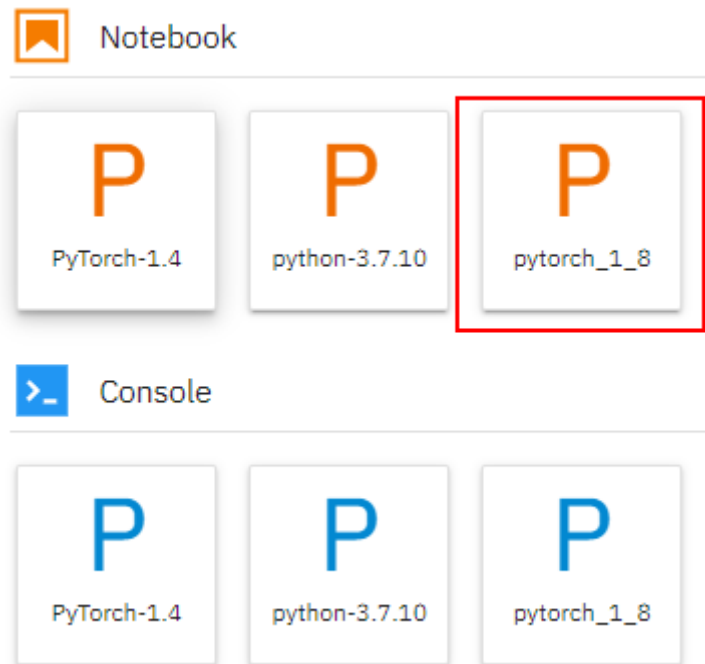 Notebook
P P P
PyTorch-1.4 python-3.7.10 pytorch_1_8
>_ Console
P P P
PyTorch-1.4 python-3.7.10 pytorch_1_8